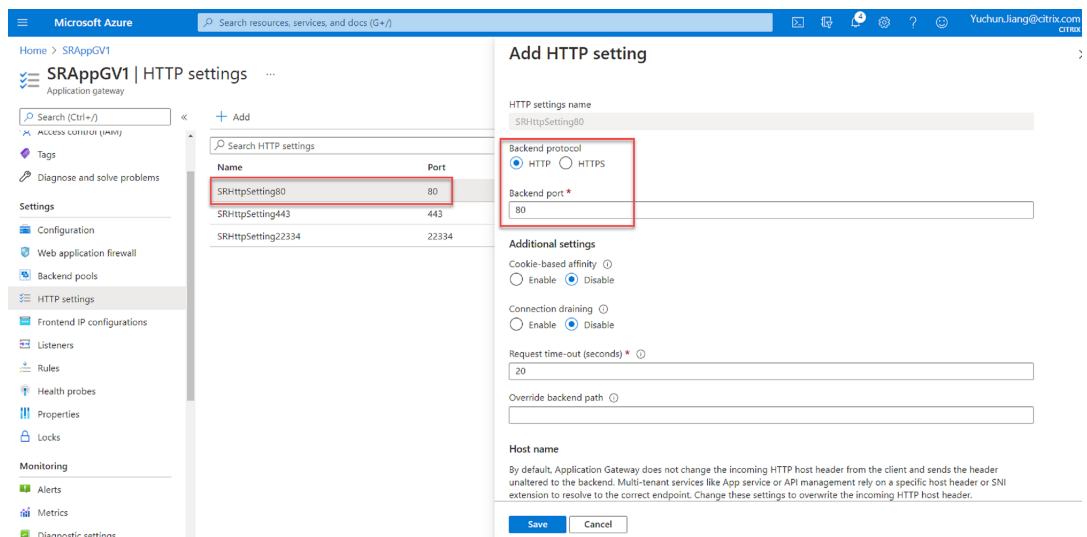 Microsoft Azure
Search resources, services, and docs (G+/)
4
YuchunJiang@citrix.com
CITRIX
Home > SRAppGV1
SRAppGV1 | HTTP settings ...
Application gateway
Search (Ctrl+/)
«
Access control (IAM)
Tags
Diagnose and solve problems
Settings
Configuration
Web application firewall
Backend pools
HTTP settings
Frontend IP configurations
Listeners
Rules
Health probes
Properties
Locks
Monitoring
Alerts
Metrics
Diagnostic settings
+ Add
Search HTTP settings
Name Port
SRHttpSetting80 80
SRHttpSetting443 443
SRHttpSetting22334 22334
Add HTTP setting
HTTP settings name
SRHttpSetting80
Backend protocol
HTTP HTTPS
Backend port *
80
Additional settings
Cookie-based affinity
Enable Disable
Connection draining
Enable Disable
Request time-out (seconds) *
20
Override backend path
Host name
By default, Application Gateway does not change the incoming HTTP host header from the client and sends the header
unaltered to the backend. Multi-tenant services like App service or API management rely on a specific host header or SNI
extension to resolve to the correct endpoint. Change these settings to overwrite the incoming HTTP host header.
Save Cancel